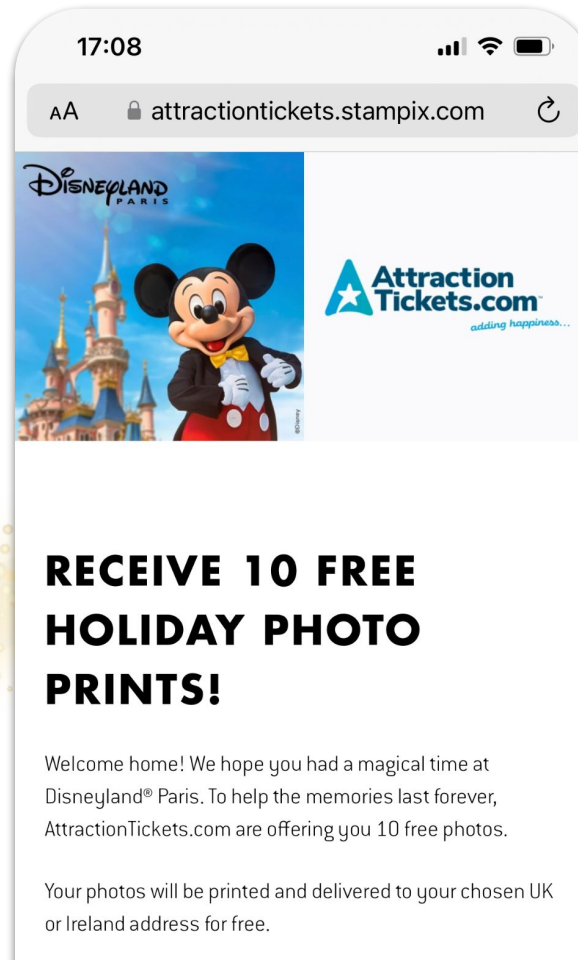 17:08
AA attractiontickets.stampix.com
Disneyland
PARIS
Attraction
Tickets.com™
adding happiness...
©Disney
RECEIVE 10 FREE
HOLIDAY PHOTO
PRINTS!
Welcome home! We hope you had a magical time at
Disneyland® Paris. To help the memories last forever,
AttractionTickets.com are offering you 10 free photos.
Your photos will be printed and delivered to your chosen UK
or Ireland address for free.